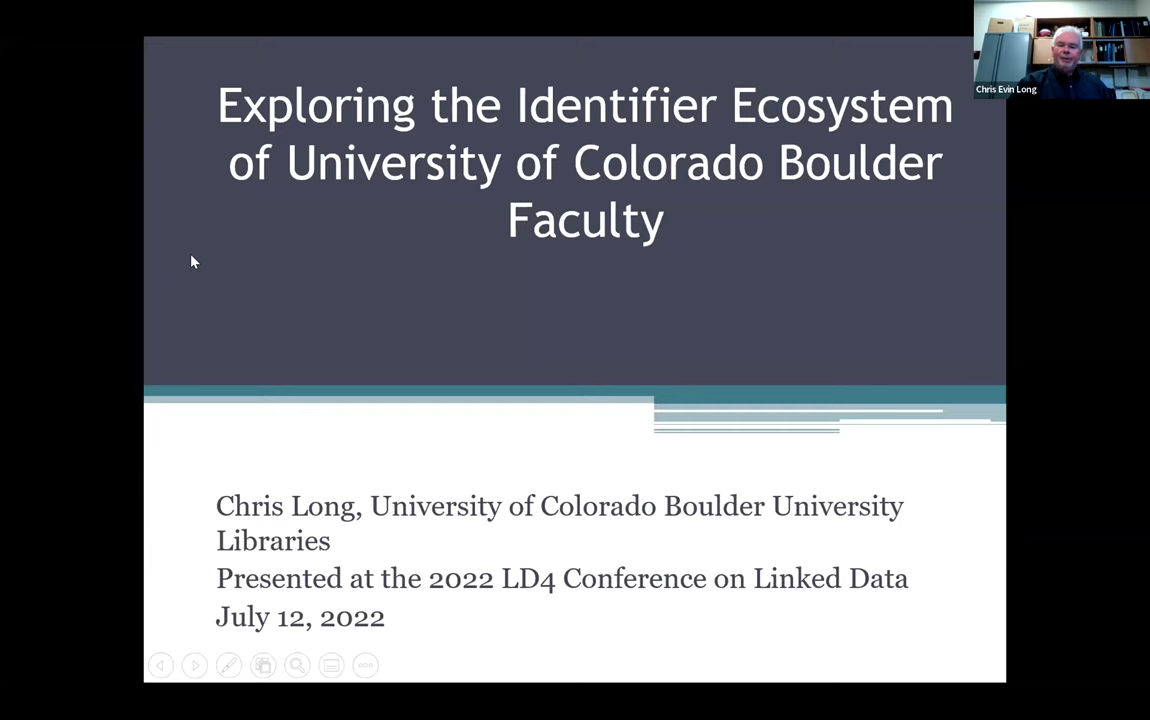 Exploring the Identifier Ecosystem
of University of Colorado Boulder
Faculty
Chris Evin Long
Chris Long, University of Colorado Boulder University
Libraries
Presented at the 2022 LD4 Conference on Linked Data
July 12, 2022